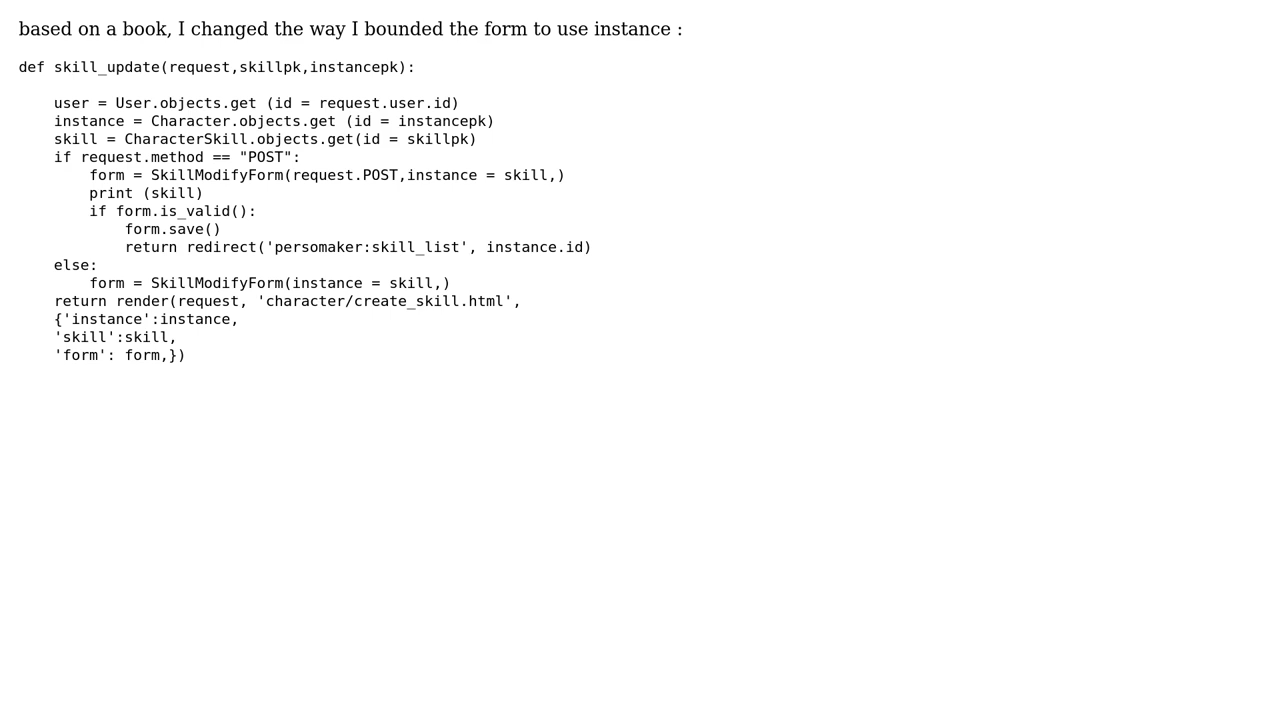 based on a book, I changed the way I bounded the form to use instance :
def skill_update(request,skillpk,instancepk):
    user = User.objects.get (id = request.user.id)
    instance = Character.objects.get (id = instancepk)
    skill = CharacterSkill.objects.get(id = skillpk)
    if request.method == "POST":
        form = SkillModifyForm(request.POST,instance = skill,)
        print (skill)
        if form.is_valid():
            form.save()
            return redirect('persomaker:skill_list', instance.id)
    else:
        form = SkillModifyForm(instance = skill,)
    return render(request, 'character/create_skill.html',
    {'instance':instance,
    'skill':skill,
    'form': form,})